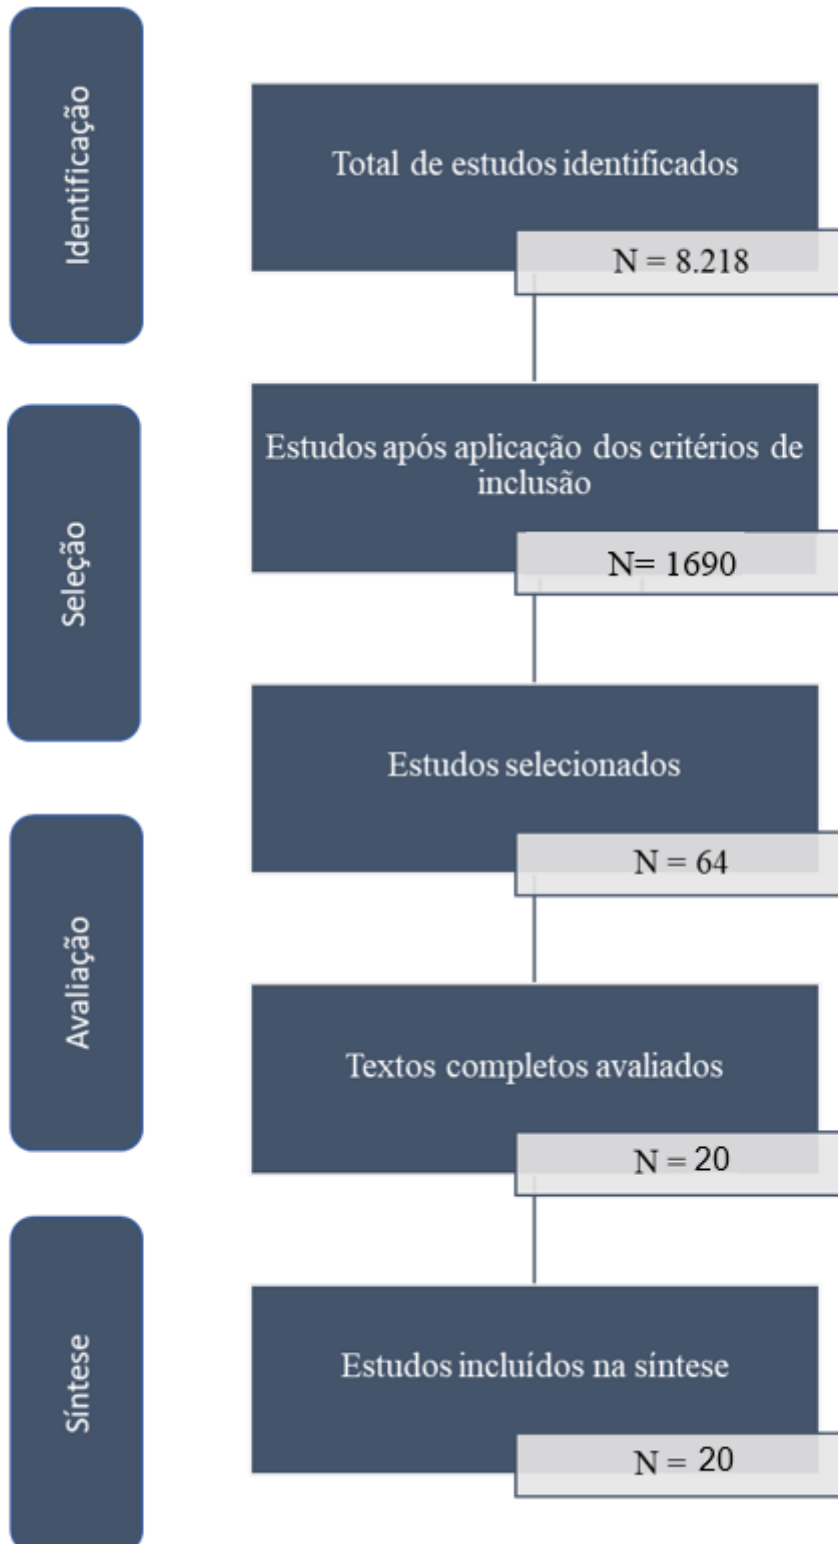 Identificação
Total de estudos identificados
N = 8.218
Seleção
Estudos após aplicação dos critérios de
inclusão
N= 1690
Estudos selecionados
N = 64
Avaliação
Textos completos avaliados
N = 20
Síntese
Estudos incluídos na síntese
N = 20